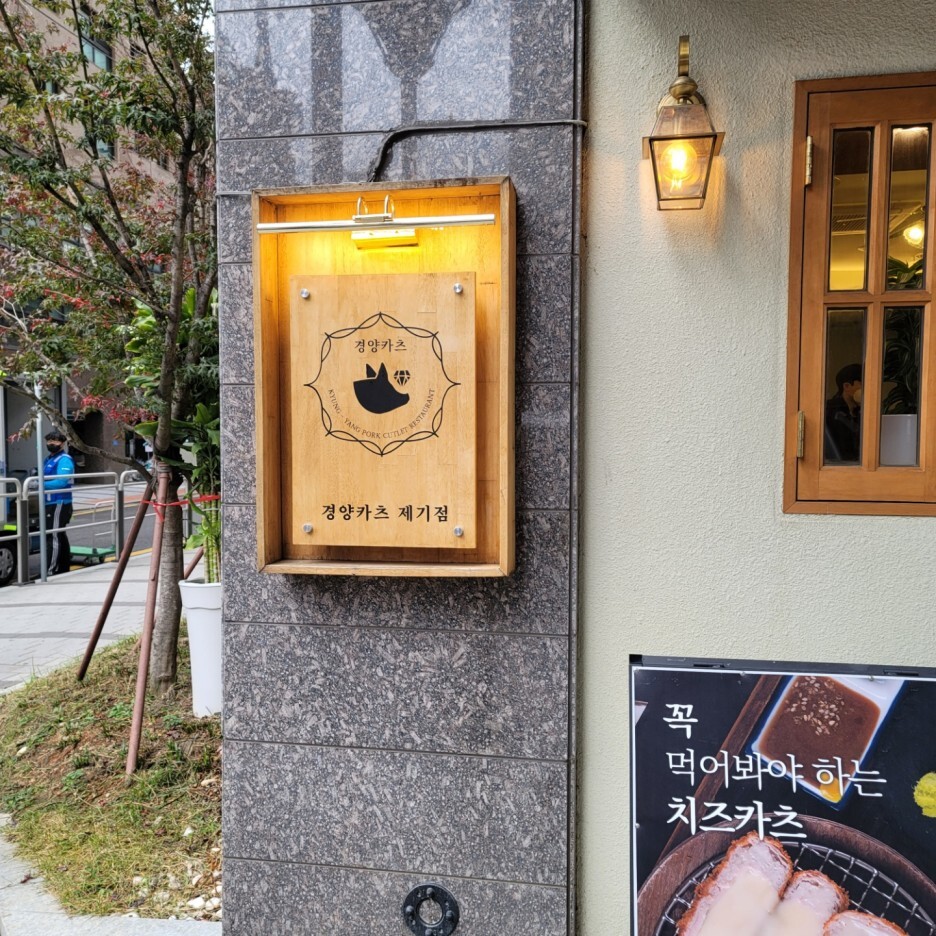 경양카츠
KYUNG - YANG PORK CUTLET RESTAURANT
경양카츠 제기점
꼭
먹어봐야 하는
치즈카츠